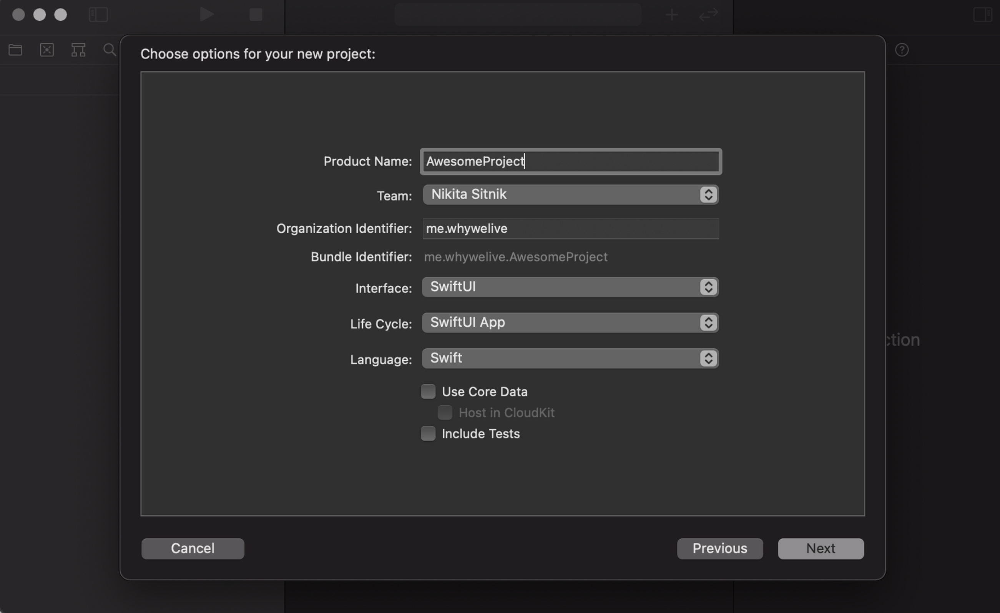 Choose options for your new project:
Product Name: AwesomeProject
Team: Nikita Sitnik
Organization Identifier: me.whywelive
Bundle Identifier: me.whywelive.AwesomeProject
Interface: SwiftUI
Life Cycle: SwiftUI App
ction
Language: Swift
Use Core Data
Host in CloudKit
Include Tests
Cancel Previous Next